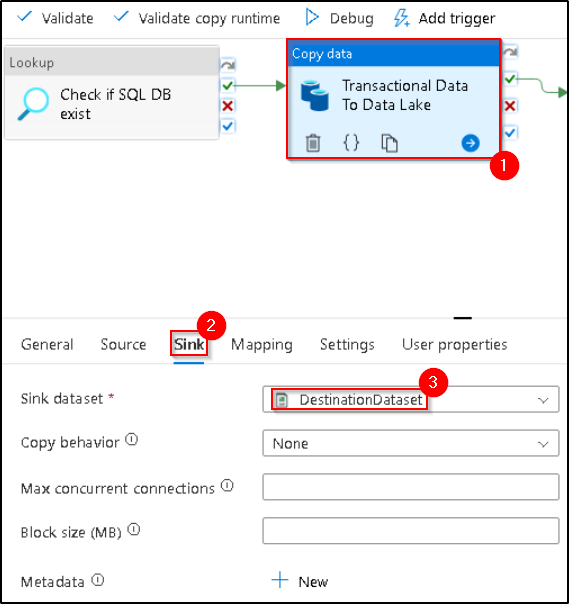 Validate Validate copy runtime Debug Add trigger
Lookup
Check if SQL DB
exist
Copy data
Transactional Data
To Data Lake
{}
1
2
General Source Sink Mapping Settings User properties
3
Sink dataset * DestinationDataset
Copy behavior None
Max concurrent connections
Block size (MB)
Metadata + New